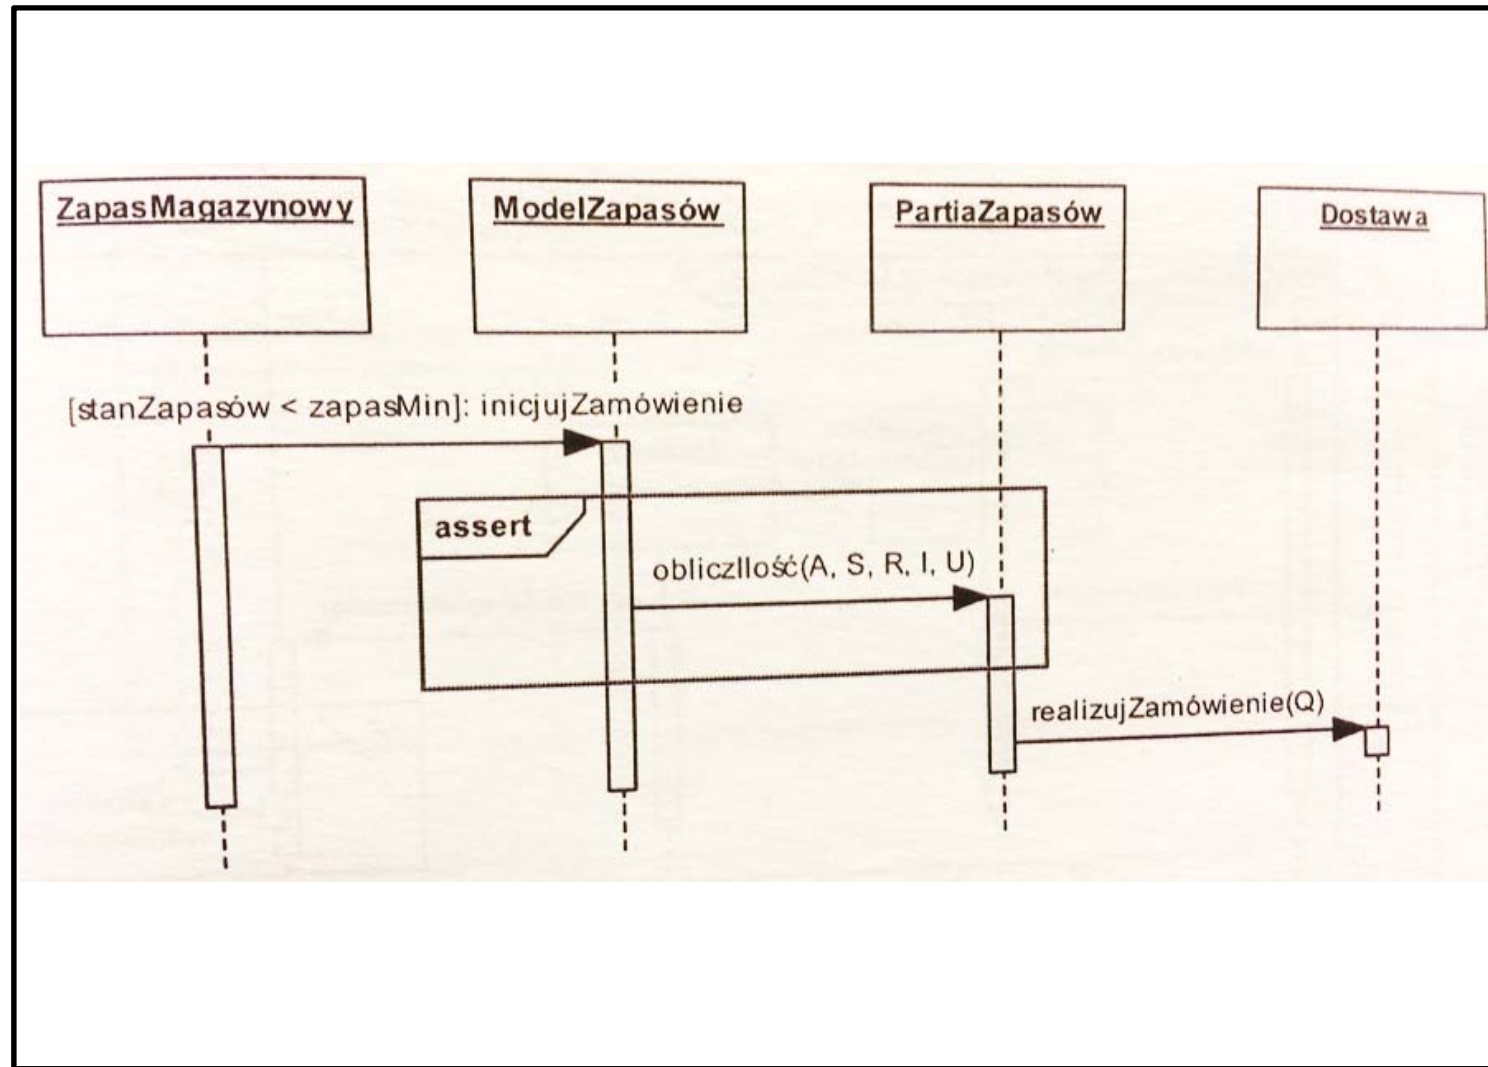 ZapasMagazynowy
ModelZapasów
PartiaZapasów
Dostawa
[stanZapasów < zapasMin]: inicjujZamówienie
assert
obliczIlość(A, S, R, I, U)
realizujZamówienie(Q)